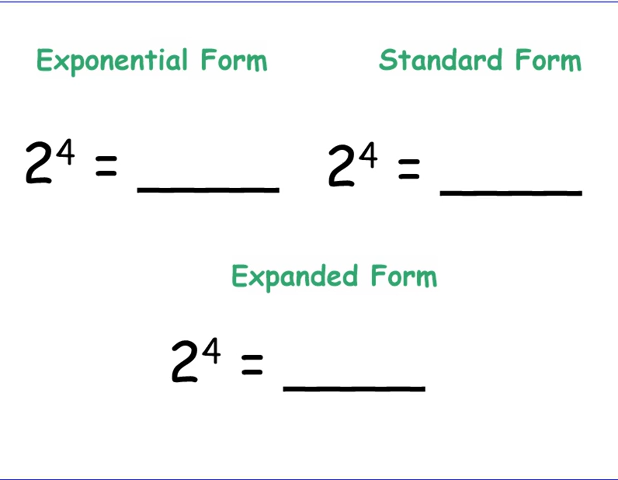 Exponential Form Standard Form
2⁴ = _____ 2⁴ = _____
Expanded Form
2⁴ = _____